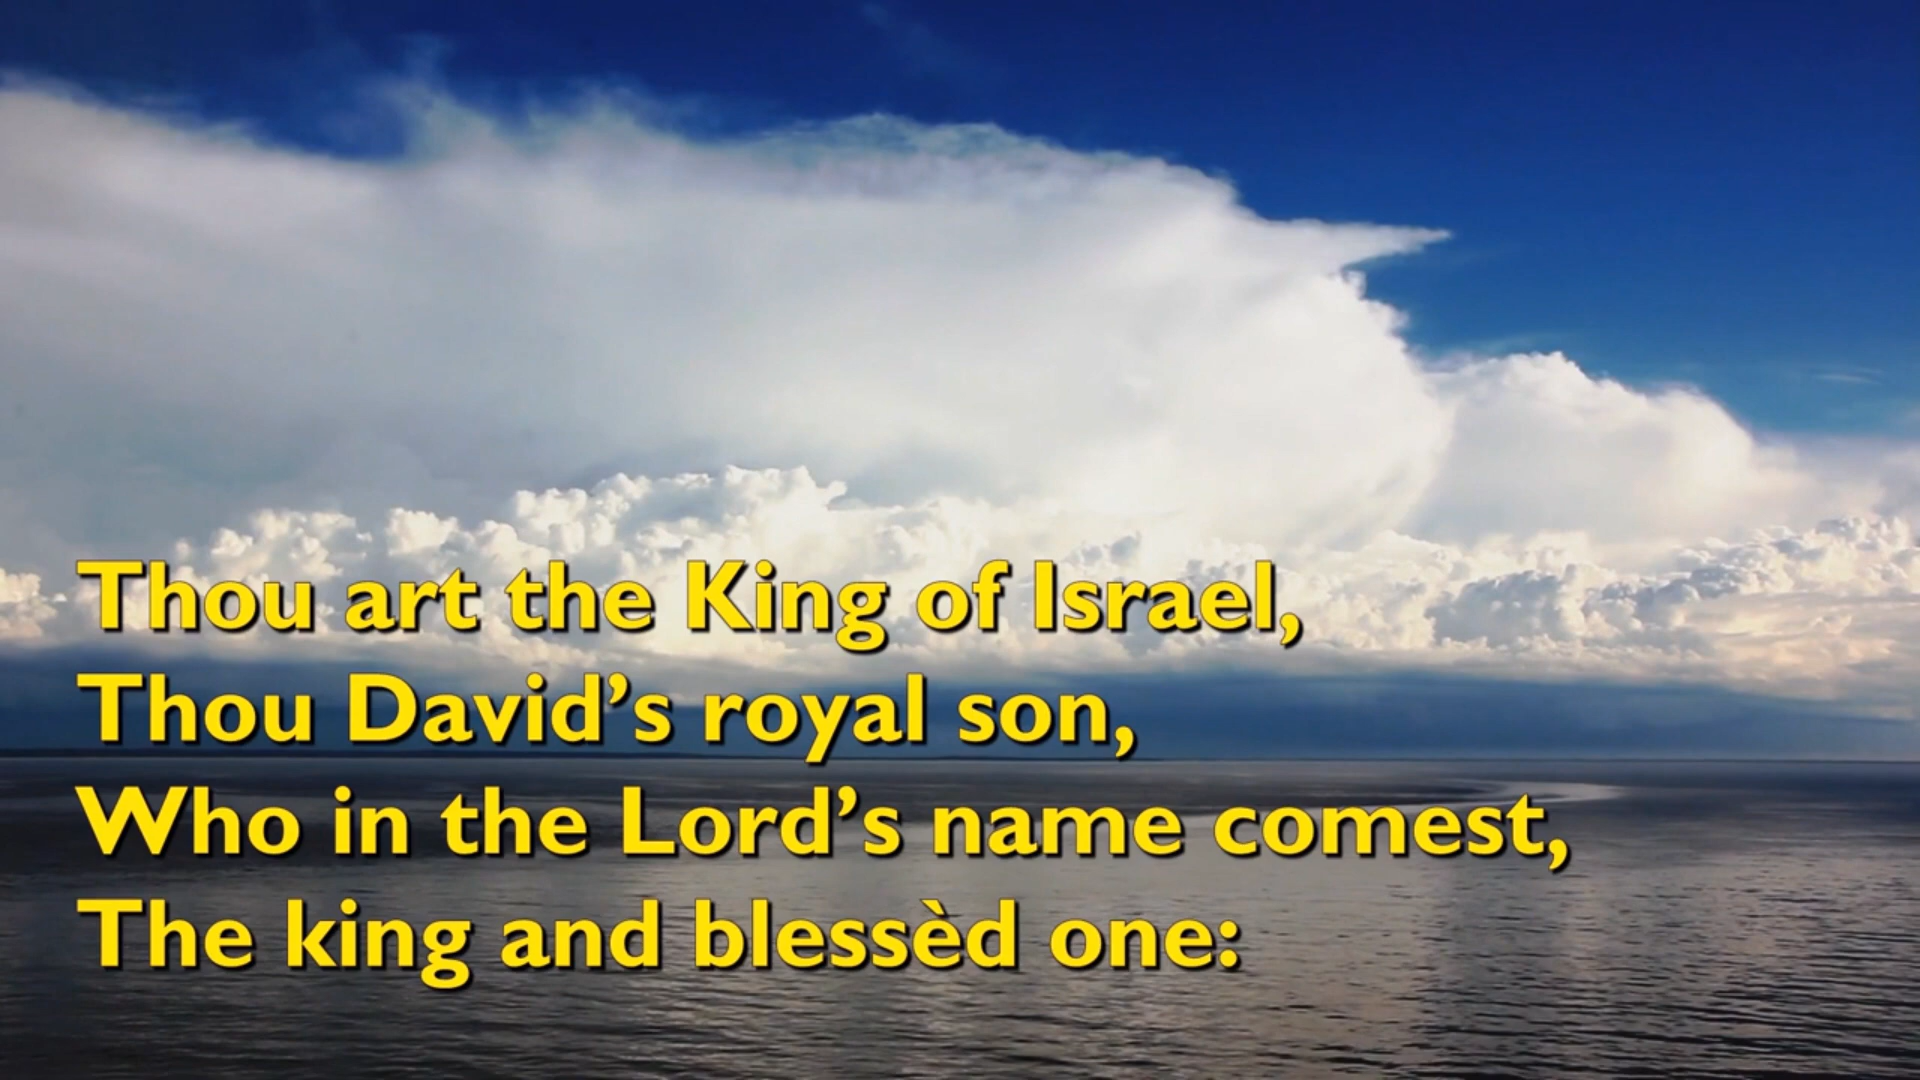 Thou art the King of Israel,
Thou David’s royal son,
Who in the Lord’s name comest,
The king and blessèd one: